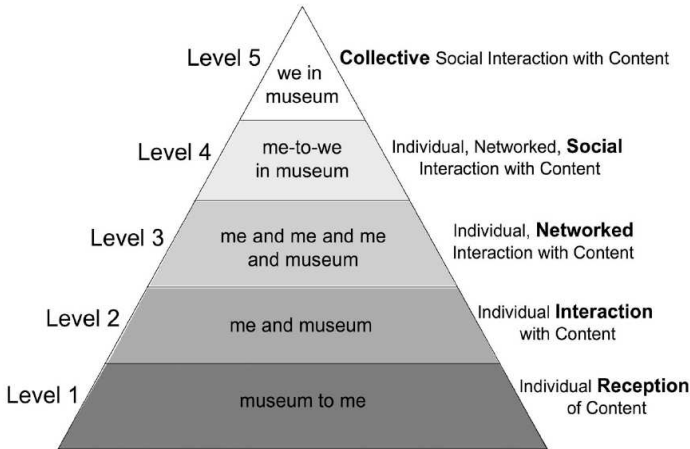 Level 5
we in
museum
Collective Social Interaction with Content
Level 4
me-to-we
in museum
Individual, Networked, Social
Interaction with Content
Level 3
me and me and me
and museum
Individual, Networked
Interaction with Content
Level 2
me and museum
Individual Interaction
with Content
Level 1
museum to me
Individual Reception
of Content